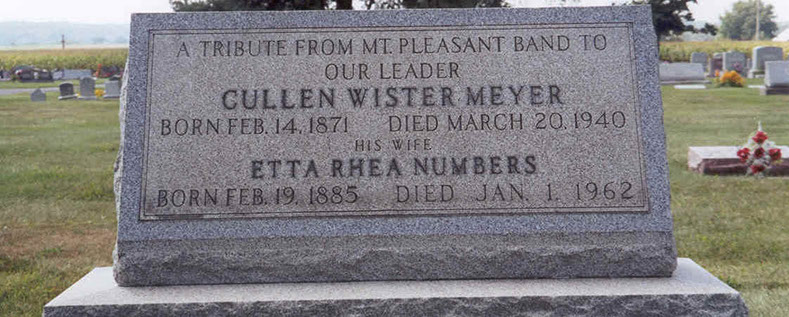 A TRIBUTE FROM MT. PLEASANT BAND TO
OUR LEADER
CULLEN WISTER MEYER
BORN FEB. 14, 1871 DIED MARCH 20, 1940
HIS WIFE
ETTA RHEA NUMBERS
BORN FEB. 19, 1885 DIED JAN. 1, 1962